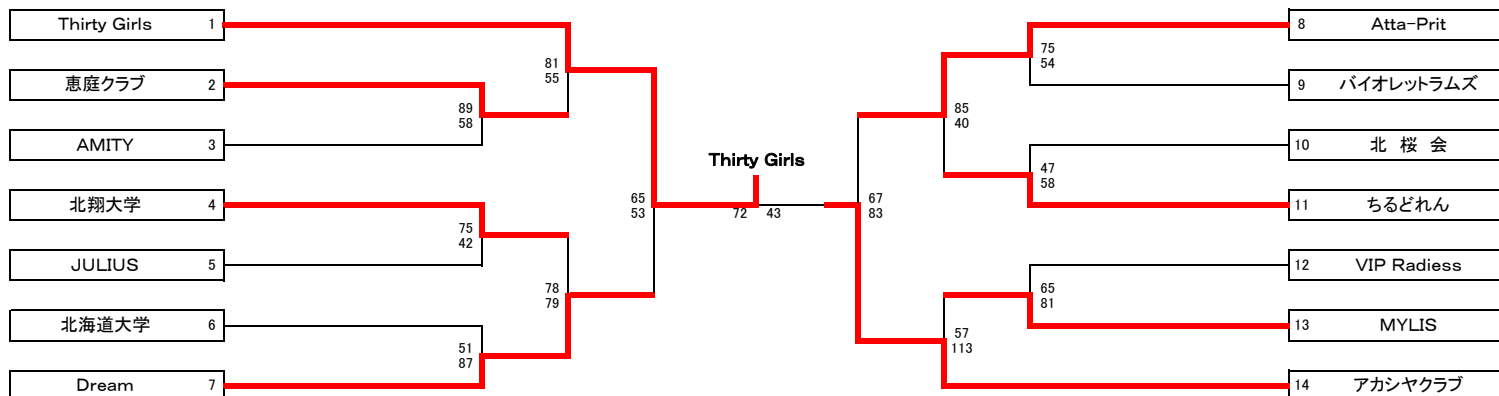 Thirty Girls 1
恵庭クラブ 2
AMITY 3
北翔大学 4
JULIUS 5
北海道大学 6
Dream 7
89
58
75
42
51
87
81
55
78
79
65
53
Thirty Girls
72 43
67
83
85
40
57
113
75
54
47
58
65
81
8 Atta-Prit
9 バイオレットラムズ
10 北 桜 会
11 ちるどれん
12 VIP Radiess
13 MYLIS
14 アカシヤクラブ